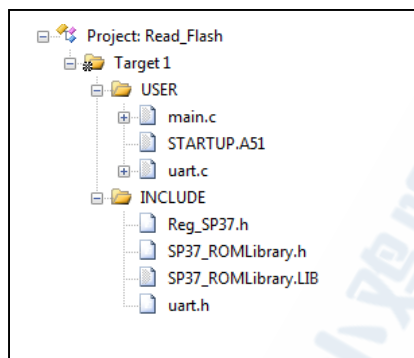 Project: Read_Flash
Target 1
USER
main.c
STARTUP.A51
uart.c
INCLUDE
Reg_SP37.h
SP37_ROMLibrary.h
SP37_ROMLibrary.LIB
uart.h